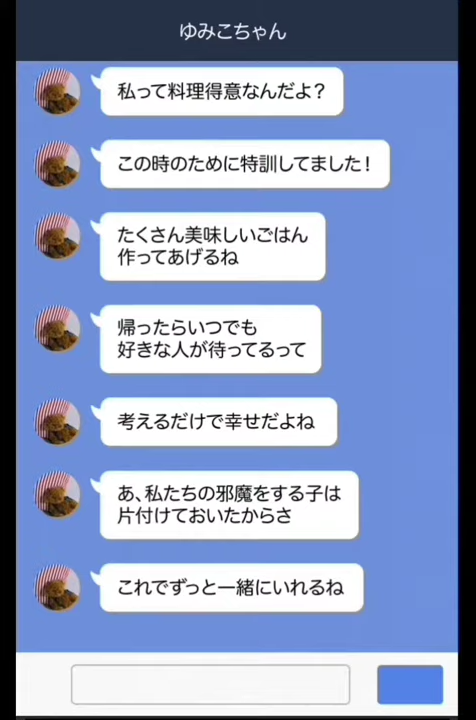 ゆみこちゃん
私って料理得意なんだよ?
この時のために特訓してました!
たくさん美味しいごはん
作ってあげるね
帰ったらいつでも
好きな人が待ってるって
考えるだけで幸せだよね
あ、私たちの邪魔をする子は
片付けておいたからさ
これでずっと一緒にいれるね